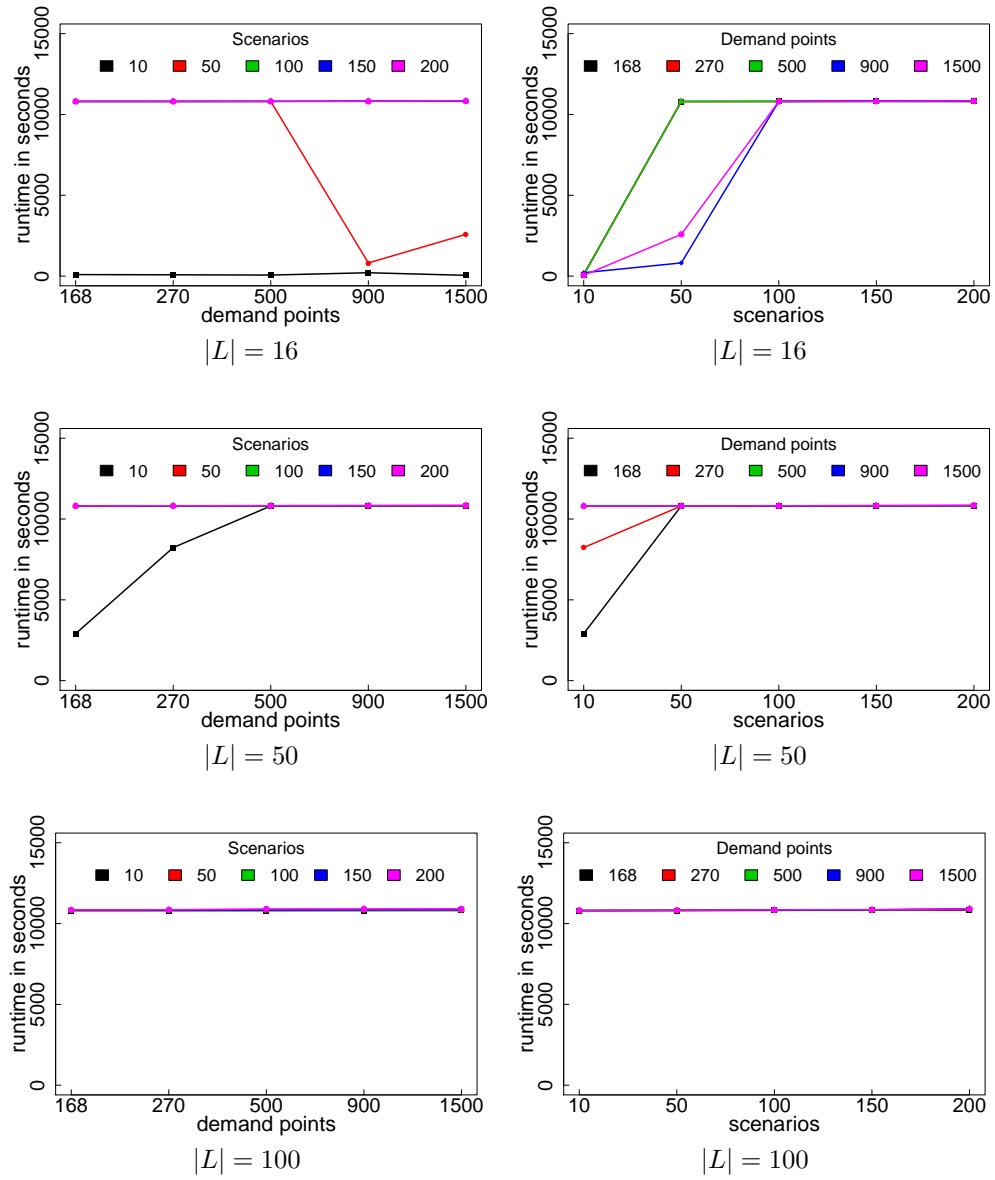 Scenarios
10 50 100 150 200
runtime in seconds
0 5000 10000 15000
168 270 500 900 1500
demand points
|L| = 16
Demand points
168 270 500 900 1500
runtime in seconds
0 5000 10000 15000
10 50 100 150 200
scenarios
|L| = 16
Scenarios
10 50 100 150 200
runtime in seconds
0 5000 10000 15000
168 270 500 900 1500
demand points
|L| = 50
Demand points
168 270 500 900 1500
runtime in seconds
0 5000 10000 15000
10 50 100 150 200
scenarios
|L| = 50
Scenarios
10 50 100 150 200
runtime in seconds
0 5000 10000 15000
168 270 500 900 1500
demand points
|L| = 100
Demand points
168 270 500 900 1500
runtime in seconds
0 5000 10000 15000
10 50 100 150 200
scenarios
|L| = 100